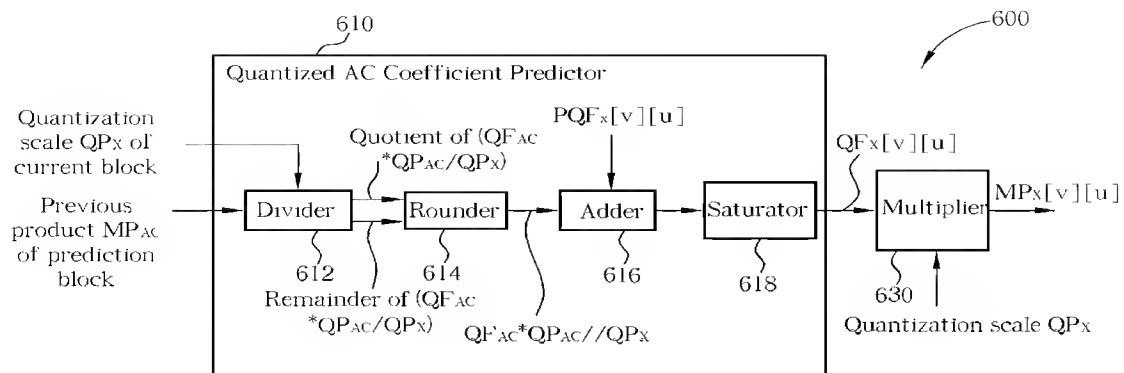 610
600
Quantized AC Coefficient Predictor
Quantization
scale QPx of
current block
Quotient of (QFAC
*QPAC/QPx)
PQFx[v][u]
QFx[v][u]
Previous
product MPAC
of prediction
block
Divider
Rounder
Adder
Saturator
Multiplier
MPx[v][u]
612
614
616
618
630
Remainder of (QFAC
*QPAC/QPx)
QFAC*QPAC//QPx
Quantization scale QPx